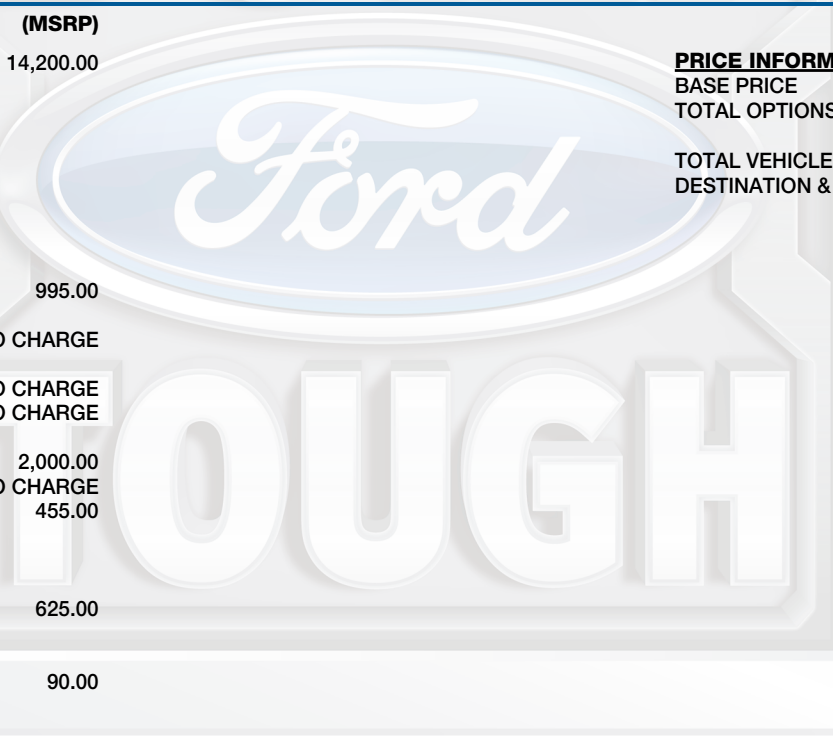 (MSRP)
14,200.00
995.00
O CHARGE
O CHARGE
O CHARGE
2,000.00
O CHARGE
455.00
625.00
90.00
PRICE INFORM
BASE PRICE
TOTAL OPTIONS
TOTAL VEHICLE
DESTINATION &
Ford
TOUGH